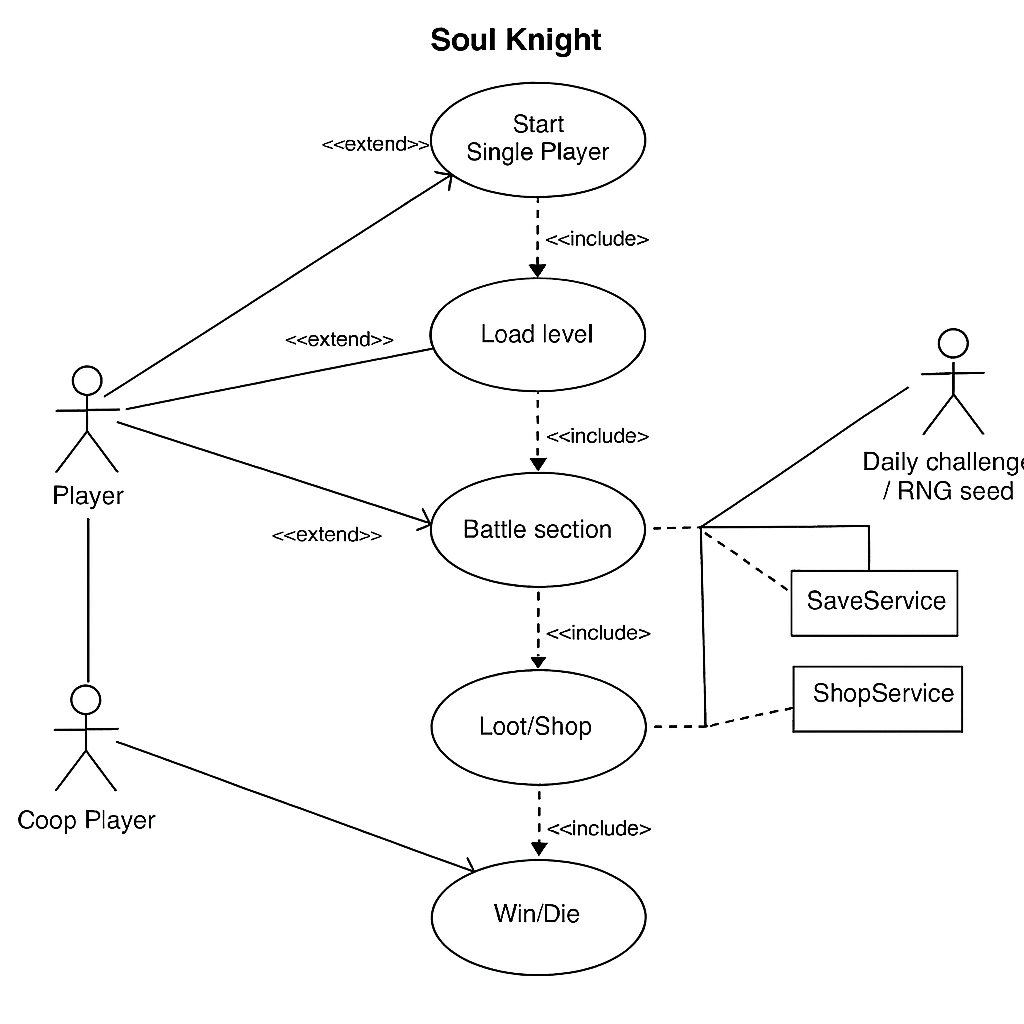 Soul Knight
<<extend>>
Start
Single Player
<<include>
<<extend>>
Load level
<<include>
Player
<<extend>>
Battle section
Daily challenge
/ RNG seed
SaveService
<<include>
ShopService
Loot/Shop
Coop Player
<<include>
Win/Die